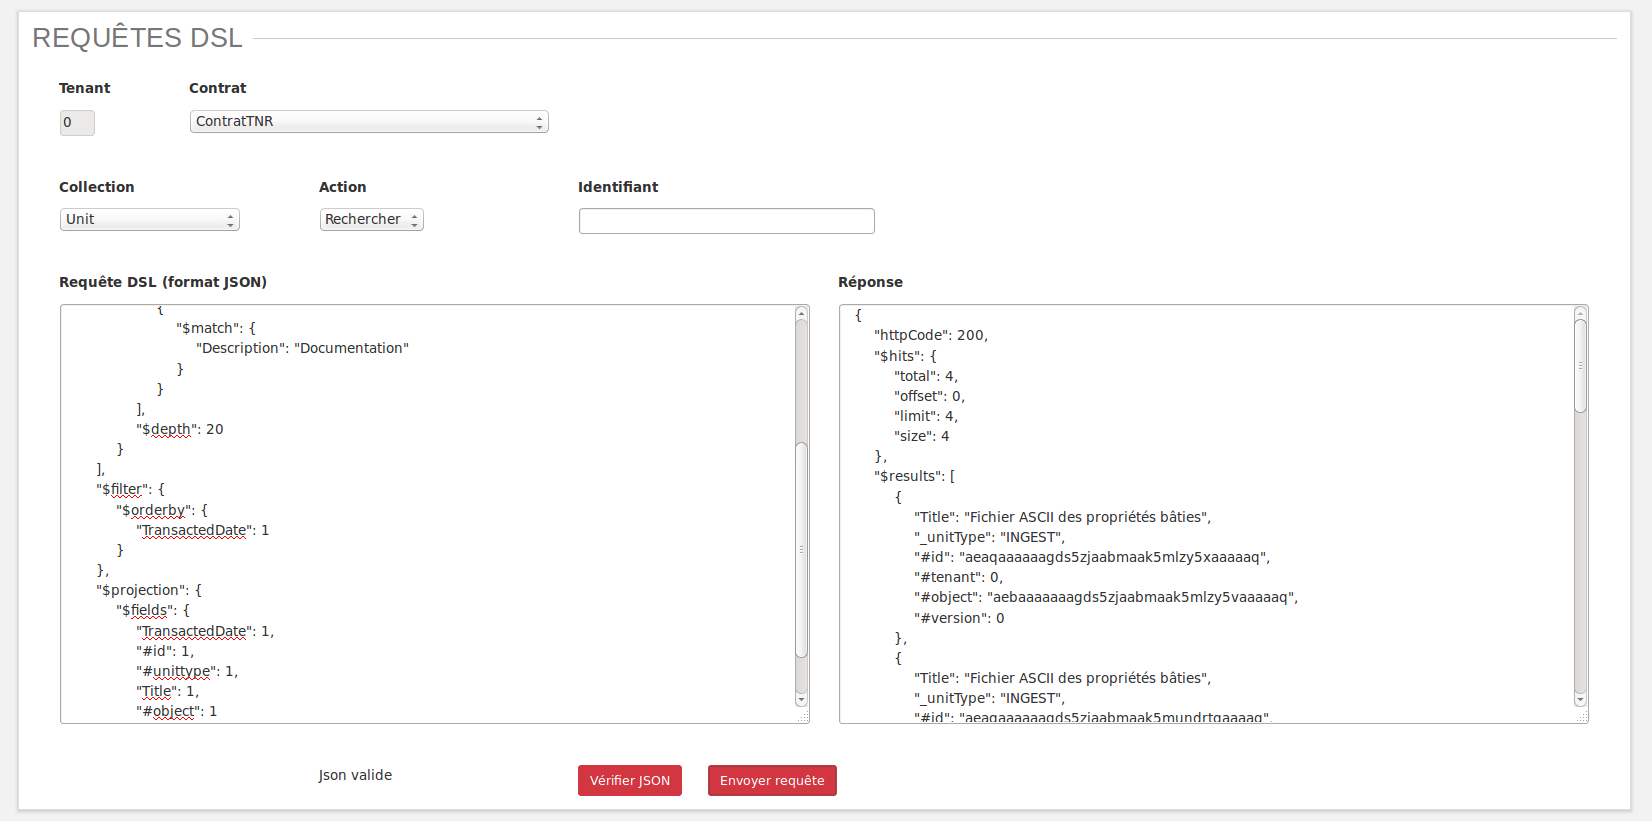 REQUÊTES DSL
Tenant
Contrat
0
ContratTNR
Collection
Action
Identifiant
Unit
Rechercher
Requête DSL (format JSON)
{
"$match": {
"Description": "Documentation"
}
}
],
"$depth": 20
}
],
"$filter": {
"$orderby": {
"TransactedDate": 1
}
},
"$projection": {
"$fields": {
"TransactedDate": 1,
"#id": 1,
"#unittype": 1,
"Title": 1,
"#object": 1
Réponse
{
"httpCode": 200,
"$hits": {
"total": 4,
"offset": 0,
"limit": 4,
"size": 4
},
"$results": [
{
"Title": "Fichier ASCII des propriétés bâties",
"_unitType": "INGEST",
"#id": "aeaqaaaaaagds5zjaabmaak5mlzy5xaaaaaq",
"#tenant": 0,
"#object": "aebaaaaaaagds5zjaabmaak5mlzy5vaaaaaq",
"#version": 0
},
{
"Title": "Fichier ASCII des propriétés bâties",
"_unitType": "INGEST",
"#id": "aeaqaaaaaagds5zjaabmaak5mundrtqaaaaq",
Json valide
Vérifier JSON
Envoyer requête